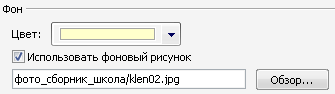 Фон
Цвет:
Использовать фоновый рисунок
фото_сборник_школа/klen02.jpg Обзор...